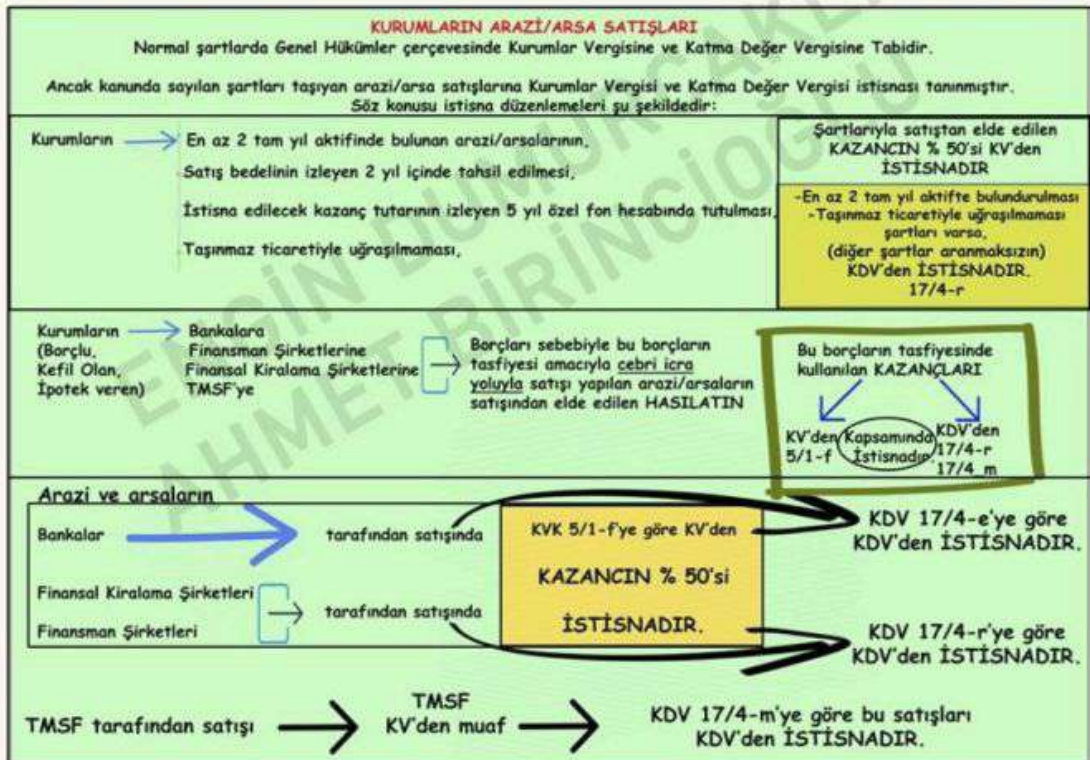 KURUMLARIN ARAZİ/ARSA SATIŞLARI
Normal şartlarda Genel Hükümler çerçevesinde Kurumlar Vergisine ve Katma Değer Vergisine Tabidir.
Ancak kanunda sayılan şartları taşıyan arazi/arsa satışlarına Kurumlar Vergisi ve Katma Değer Vergisi istisnası tanınmıştır.
Söz konusu istisna düzenlemeleri şu şekildedir:
Kurumların
En az 2 tam yıl aktifinde bulunan arazi/arsalarının,
Satış bedelinin izleyen 2 yıl içinde tahsil edilmesi,
İstisna edilecek kazanç tutarının izleyen 5 yıl özel fon hesabında tutulması,
Taşınmaz ticaretiyle uğraşılmaması,
Şartlarıyla satıştan elde edilen
KAZANCIN % 50'si KV'den
İSTİSNADIR
-En az 2 tam yıl aktifte bulundurulması
-Taşınmaz ticaretiyle uğraşılmaması
şartları varsa,
(diğer şartlar aranmaksızın)
KDV'den İSTİSNADIR.
17/4-r
Kurumların
(Borçlu,
Kefil Olan,
İpotek veren)
Bankalara
Finansman Şirketlerine
Finansal Kiralama Şirketlerine
TMSF'ye
Borçları sebebiyle bu borçların
tasfiyesi amacıyla cebri icra
yoluyla satışı yapılan arazi/arsaların
satışından elde edilen HASILATIN
Bu borçların tasfiyesinde
kullanılan KAZANÇLARI
KV'den
5/1-f
Kapsamında
İstisnadır.
KDV'den
17/4-r
17/4_m
Arazi ve arsaların
Bankalar
tarafından satışında
Finansal Kiralama Şirketleri
Finansman Şirketleri
tarafından satışında
KVK 5/1-f'ye göre KV'den
KAZANCIN % 50'si
İSTİSNADIR.
KDV 17/4-e'ye göre
KDV'den İSTİSNADIR.
KDV 17/4-r'ye göre
KDV'den İSTİSNADIR.
TMSF tarafından satışı
TMSF
KV'den muaf
KDV 17/4-m'ye göre bu satışları
KDV'den İSTİSNADIR.
AHMET BİRİNCİOĞLU